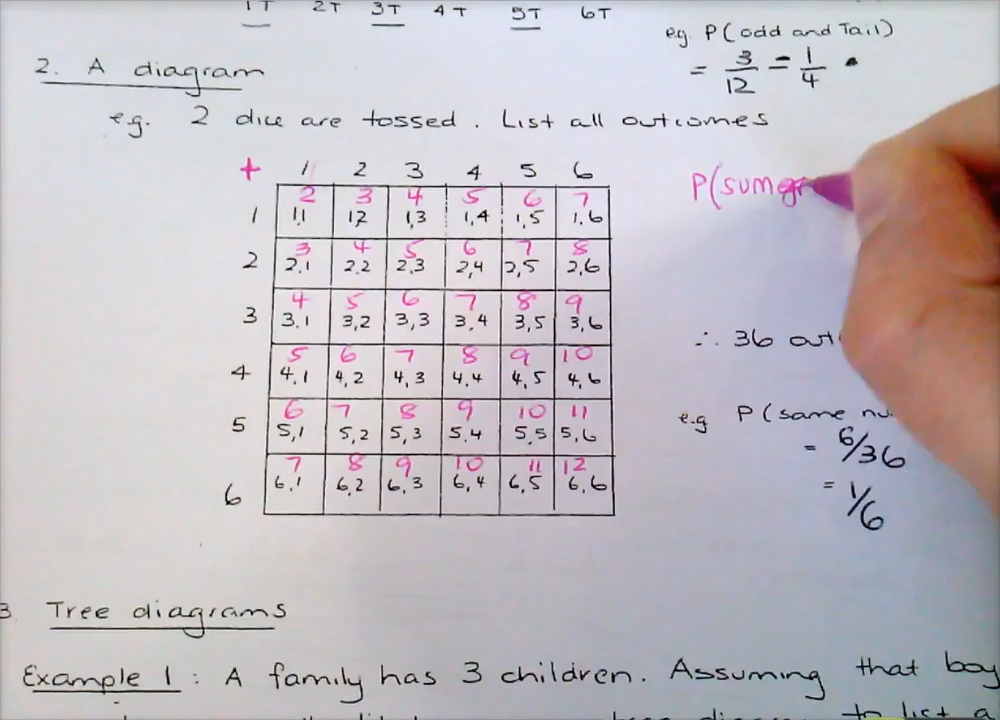 1T 2T 3T 4T 5T 6T
e.g. P(odd and Tail)
= 3/12 = 1/4
2. A diagram
e.g. 2 dice are tossed. List all outcomes
+ 1 2 3 4 5 6
P(sum
2 3 4 5 6 7
1 1,1 1,2 1,3 1,4 1,5 1,6
3 4 5 6 7 8
2 2,1 2,2 2,3 2,4 2,5 2,6
4 5 6 7 8 9
3 3,1 3,2 3,3 3,4 3,5 3,6
∴ 36
5 6 7 8 9 10
4 4,1 4,2 4,3 4,4 4,5 4,6
6 7 8 9 10 11
5 5,1 5,2 5,3 5,4 5,5 5,6
e.g P(same
= 6/36
= 1/6
7 8 9 10 11 12
6 6,1 6,2 6,3 6,4 6,5 6,6
3. Tree diagrams
Example 1: A family has 3 children. Assuming that boy